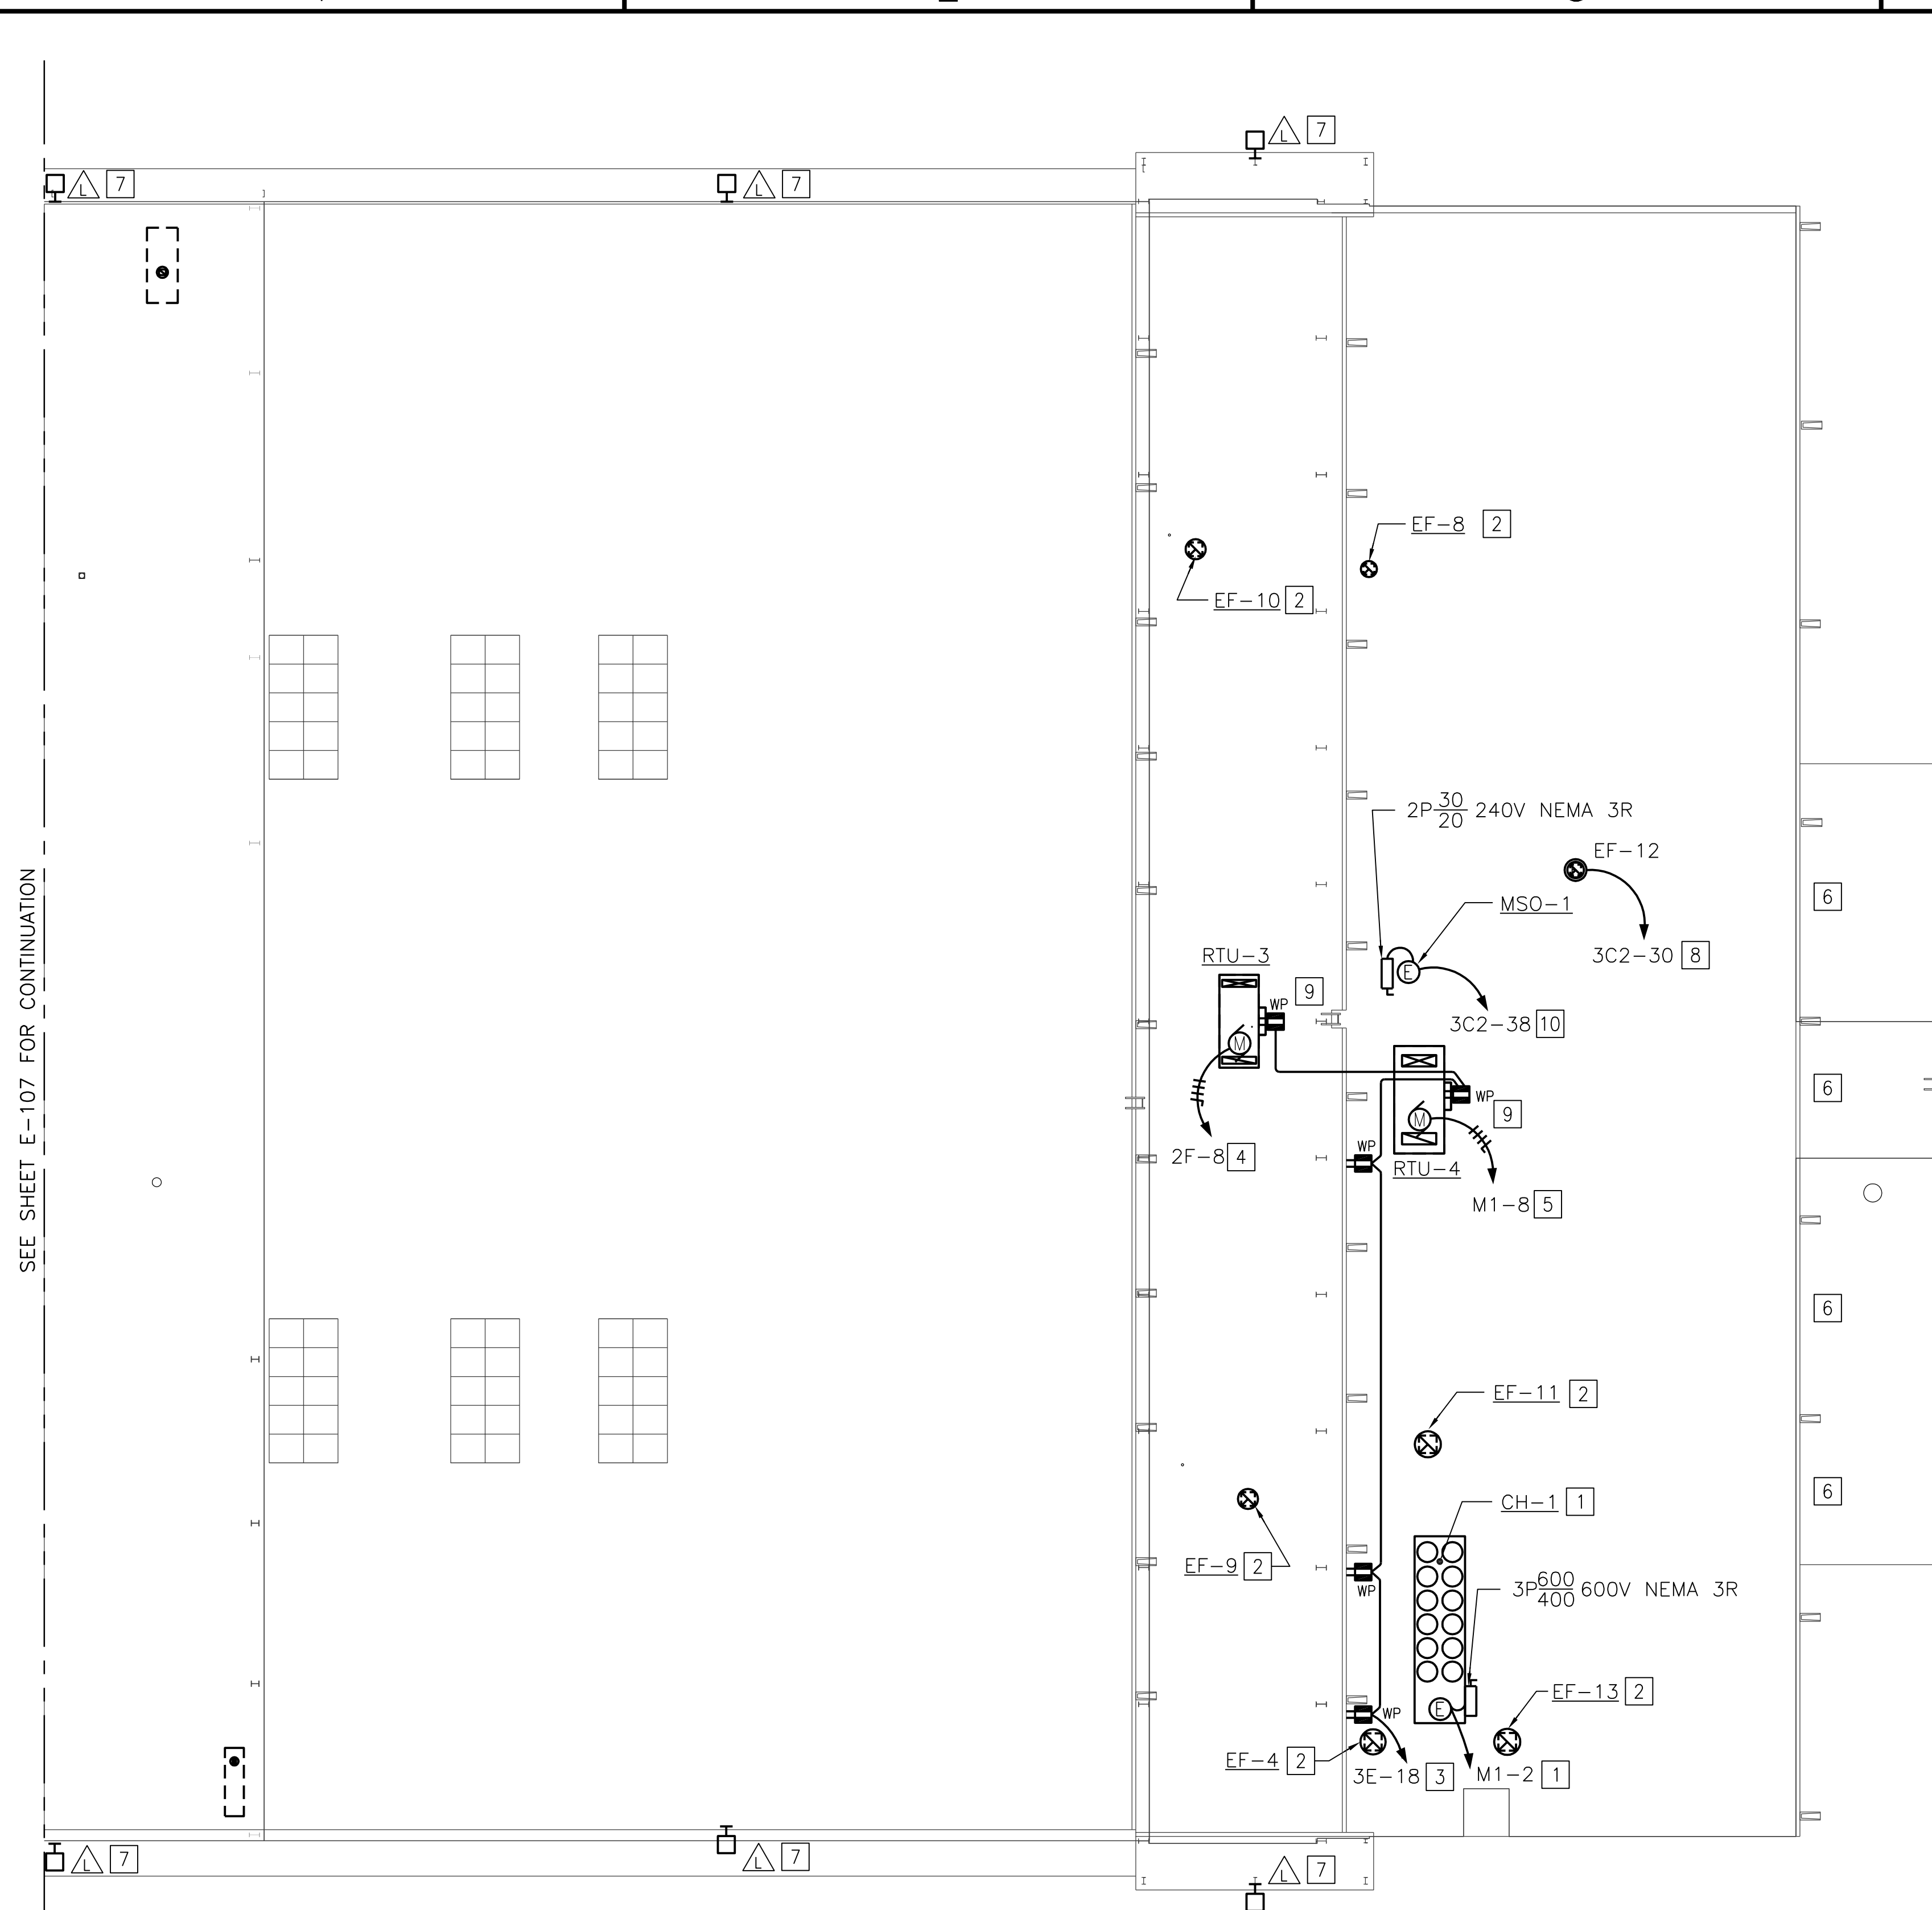 L 7
L 7
L 7
EF-8 2
EF-10 2
2P 30/20 240V NEMA 3R
EF-12
6
MSO-1
SEE SHEET E-107 FOR CONTINUATION
RTU-3
3C2-30 8
E
WP 9
3C2-38 10
M
6
WP
9
M
WP
2F-8 4
RTU-4
M1-8 5
6
EF-11 2
6
CH-1 1
EF-9 2
WP
3P 600/400 600V NEMA 3R
EF-13 2
E
WP
EF-4 2
3E-18 3
M1-2 1
L 7
L 7
L 7